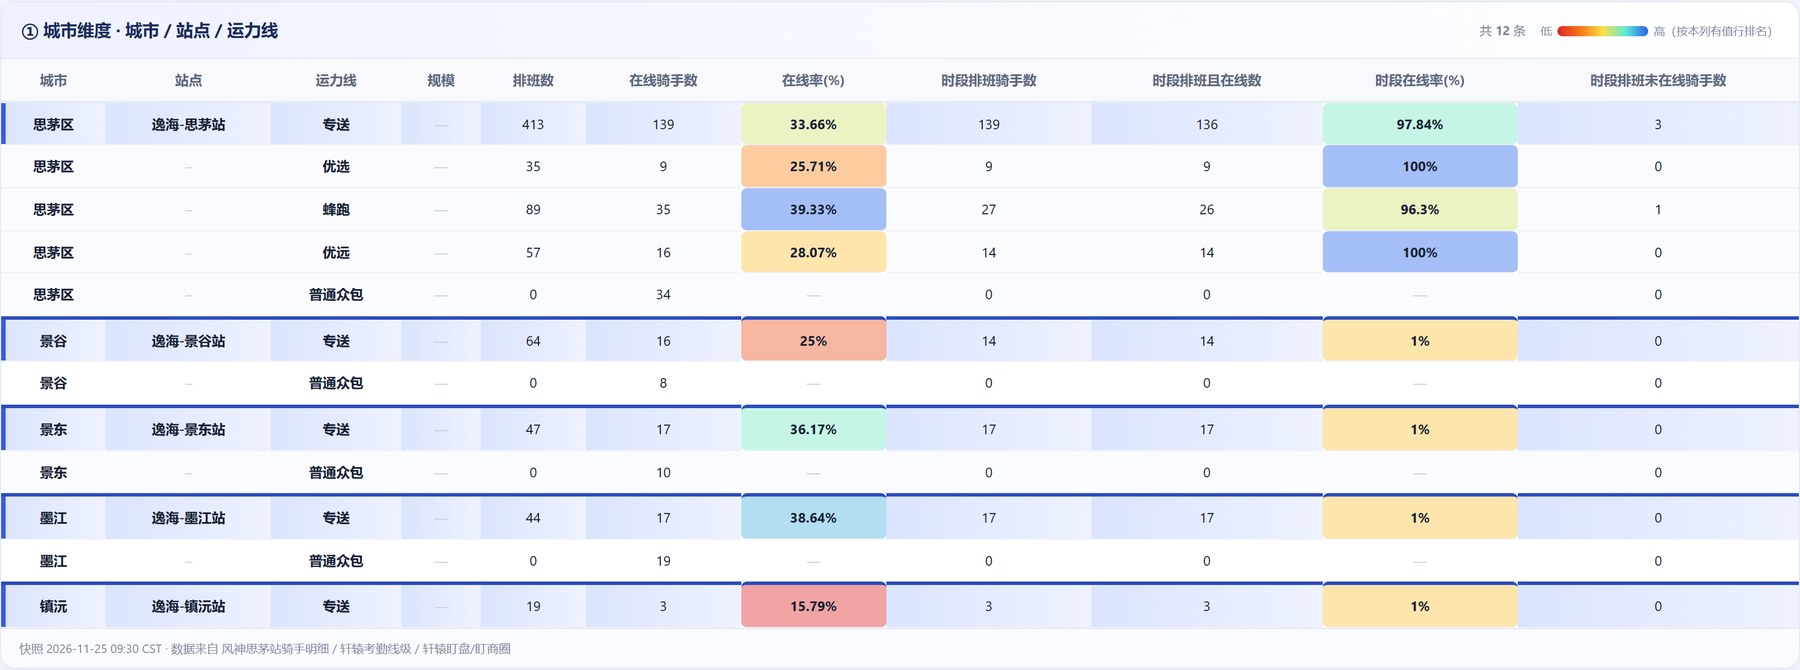 ① 城市维度 · 城市 / 站点 / 运力线
共 12 条 低 高 (按本列有值行排名)
城市 站点 运力线 规模 排班数 在线骑手数 在线率(%) 时段排班骑手数 时段排班且在线数 时段在线率(%) 时段排班未在线骑手数
思茅区 逸海-思茅站 专送 — 413 139 33.66% 139 136 97.84% 3
思茅区 – 优选 — 35 9 25.71% 9 9 100% 0
思茅区 – 蜂跑 — 89 35 39.33% 27 26 96.3% 1
思茅区 – 优远 — 57 16 28.07% 14 14 100% 0
思茅区 – 普通众包 — 0 34 — 0 0 — 0
景谷 逸海-景谷站 专送 — 64 16 25% 14 14 1% 0
景谷 – 普通众包 — 0 8 — 0 0 — 0
景东 逸海-景东站 专送 — 47 17 36.17% 17 17 1% 0
景东 – 普通众包 — 0 10 — 0 0 — 0
墨江 逸海-墨江站 专送 — 44 17 38.64% 17 17 1% 0
墨江 – 普通众包 — 0 19 — 0 0 — 0
镇沅 逸海-镇沅站 专送 — 19 3 15.79% 3 3 1% 0
快照 2026-11-25 09:30 CST · 数据来自 风神思茅站骑手明细 / 轩辕考勤线级 / 轩辕盯盘/盯商圈